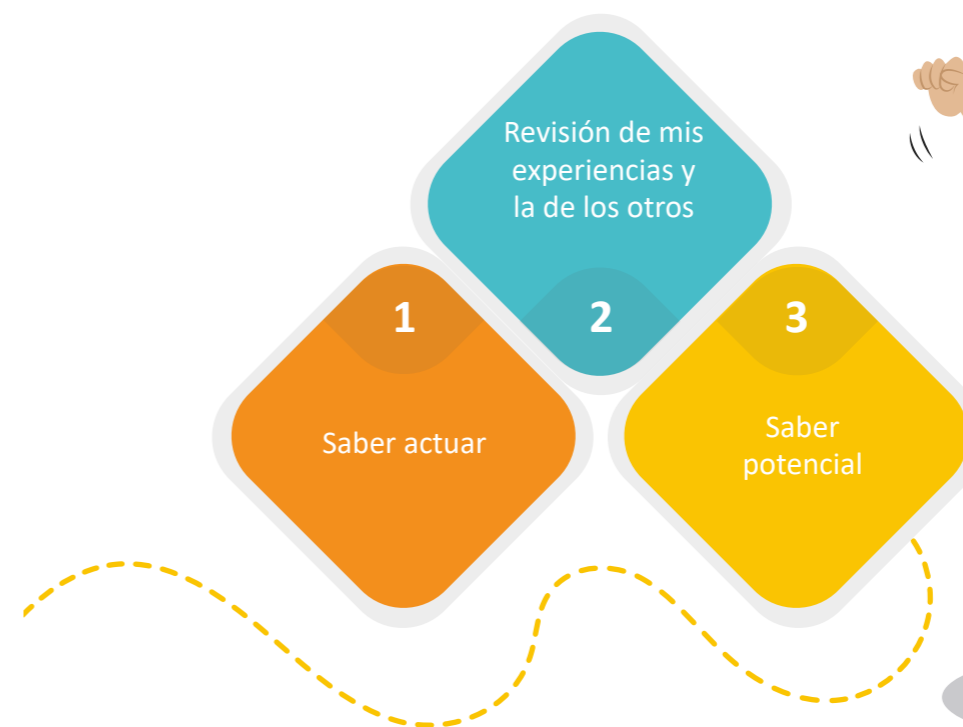 1
Saber actuar
Revisión de mis
experiencias y
la de los otros
2
3
Saber
potencial